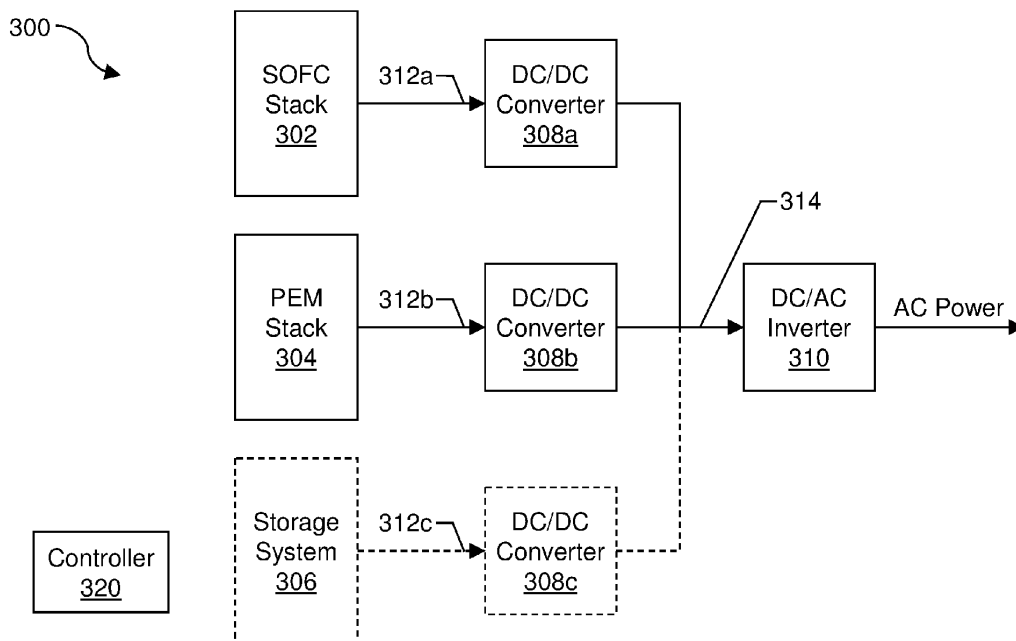 300
SOFC
Stack
302
312a
DC/DC
Converter
308a
314
PEM
Stack
304
312b
DC/DC
Converter
308b
DC/AC
Inverter
310
AC Power
Storage
System
306
312c
DC/DC
Converter
308c
Controller
320